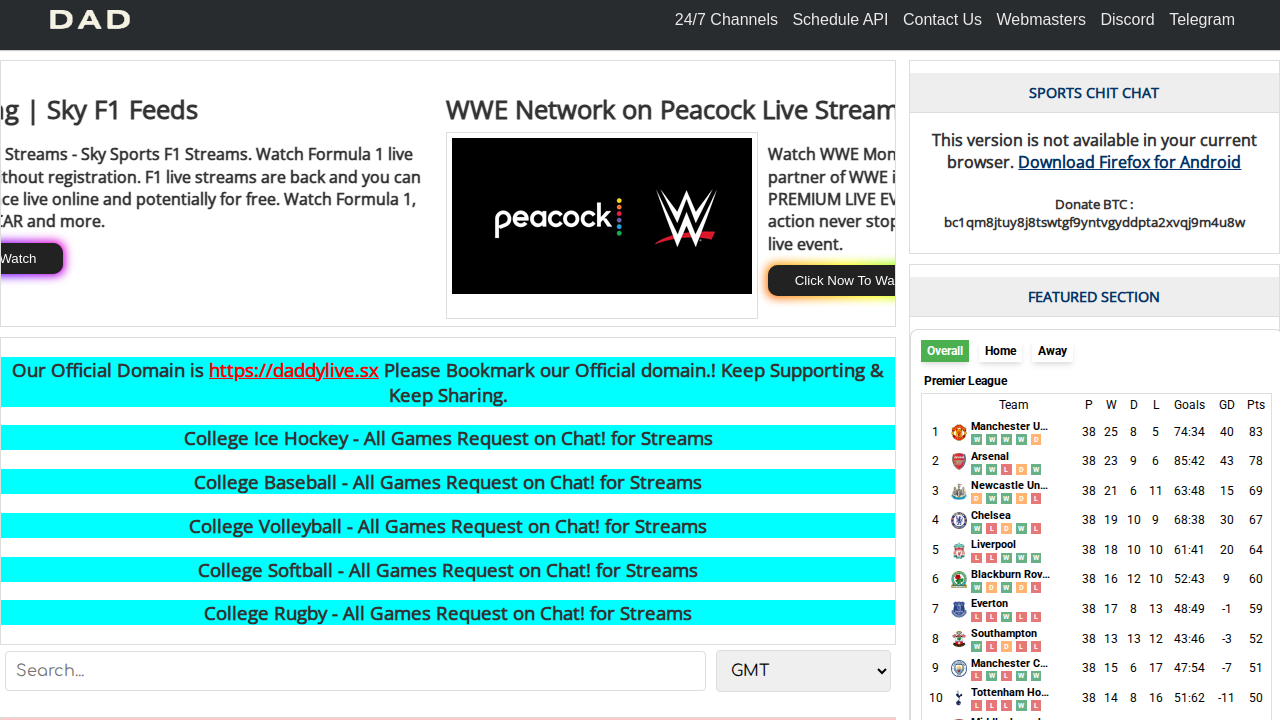 DAD
24/7 Channels Schedule API Contact Us Webmasters Discord Telegram
| Sky F1 Feeds
Streams - Sky Sports F1 Streams. Watch Formula 1 live
without registration. F1 live streams are back and you can
live online and potentially for free. Watch Formula 1,
and more.
Watch
WWE Network on Peacock Live Stream
peacock
W
Watch WWE Mon
partner of WWE i
PREMIUM LIVE EV
action never stop
live event.
Click Now To Wa
Our Official Domain is https://daddylive.sx Please Bookmark our Official domain.! Keep Supporting &
Keep Sharing.
College Ice Hockey - All Games Request on Chat! for Streams
College Baseball - All Games Request on Chat! for Streams
College Volleyball - All Games Request on Chat! for Streams
College Softball - All Games Request on Chat! for Streams
College Rugby - All Games Request on Chat! for Streams
Search...
GMT
SPORTS CHIT CHAT
This version is not available in your current
browser. Download Firefox for Android
Donate BTC :
bc1qm8jtuy8j8tswtgf9yntvgyddpta2xvqj9m4u8w
FEATURED SECTION
Overall Home Away
Premier League
Team P W D L Goals GD Pts
1 Manchester U... 38 25 8 5 74:34 40 83
W W W W D
2 Arsenal 38 23 9 6 85:42 43 78
W W L D W
3 Newcastle Un... 38 21 6 11 63:48 15 69
D W W D L
4 Chelsea 38 19 10 9 68:38 30 67
W L D W L
5 Liverpool 38 18 10 10 61:41 20 64
L L W W W
6 Blackburn Rov... 38 16 12 10 52:43 9 60
W D W D L
7 Everton 38 17 8 13 48:49 -1 59
L L W L L
8 Southampton 38 13 13 12 43:46 -3 52
W L D L L
9 Manchester C... 38 15 6 17 47:54 -7 51
L L L W W
10 Tottenham Ho... 38 14 8 16 51:62 -11 50
L L L W L